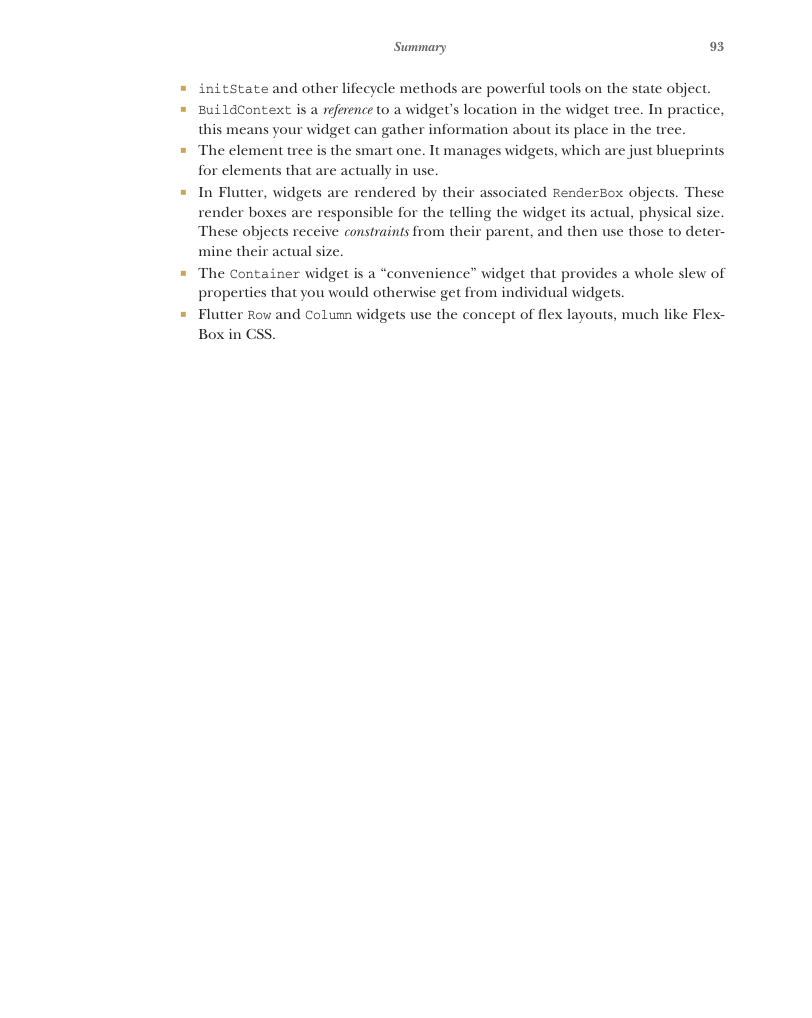 Summary 93
▪ initState and other lifecycle methods are powerful tools on the state object.
▪ BuildContext is a reference to a widget’s location in the widget tree. In practice,
this means your widget can gather information about its place in the tree.
▪ The element tree is the smart one. It manages widgets, which are just blueprints
for elements that are actually in use.
▪ In Flutter, widgets are rendered by their associated RenderBox objects. These
render boxes are responsible for the telling the widget its actual, physical size.
These objects receive constraints from their parent, and then use those to deter-
mine their actual size.
▪ The Container widget is a “convenience” widget that provides a whole slew of
properties that you would otherwise get from individual widgets.
▪ Flutter Row and Column widgets use the concept of flex layouts, much like Flex-
Box in CSS.